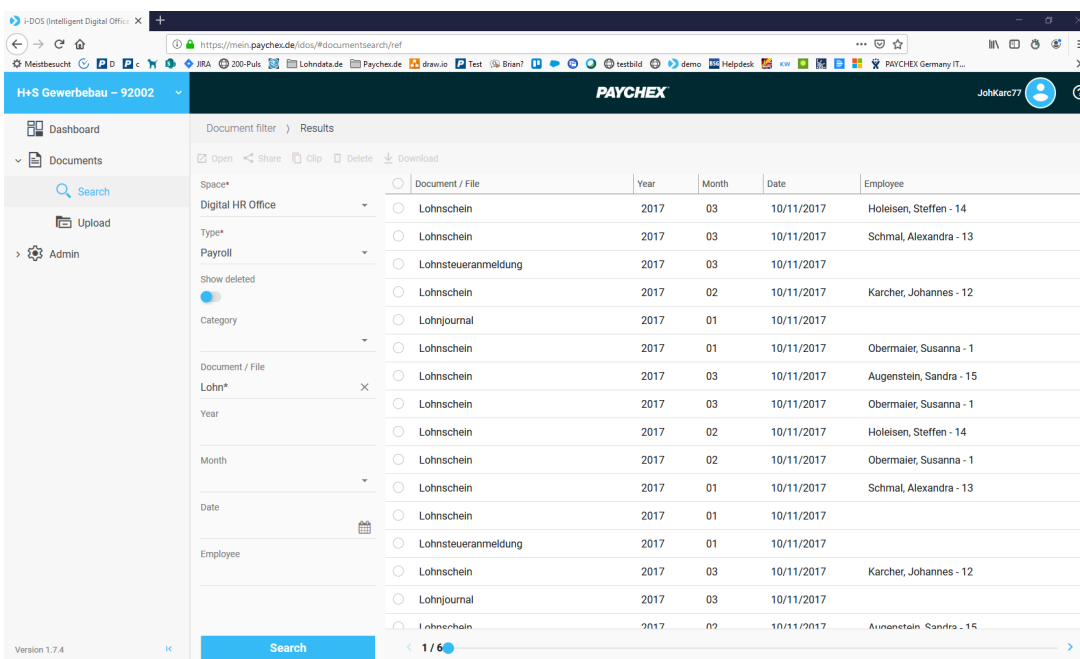 i-DOS (Intelligent Digital Office
https://mein.paychex.de/idos/#documentsearch/ref
Meistbesucht D c JIRA 200-Puls Lohndata.de Paychex.de draw.io Test Brian? testbild demo Helpdesk KW PAYCHEX Germany IT...
H+S Gewerbebau – 92002 PAYCHEX JohKarc77
Dashboard
Documents
Search
Upload
Admin
Document filter Results
Open Share Clip Delete Download
Space*
Digital HR Office
Type*
Payroll
Show deleted
Category
Document / File
Lohn*
Year
Month
Date
Employee
Search
Document / File Year Month Date Employee
Lohnschein 2017 03 10/11/2017 Holeisen, Steffen - 14
Lohnschein 2017 03 10/11/2017 Schmal, Alexandra - 13
Lohnsteueranmeldung 2017 03 10/11/2017
Lohnschein 2017 02 10/11/2017 Karcher, Johannes - 12
Lohnjournal 2017 01 10/11/2017
Lohnschein 2017 01 10/11/2017 Obermaier, Susanna - 1
Lohnschein 2017 03 10/11/2017 Augenstein, Sandra - 15
Lohnschein 2017 03 10/11/2017 Obermaier, Susanna - 1
Lohnschein 2017 02 10/11/2017 Holeisen, Steffen - 14
Lohnschein 2017 02 10/11/2017 Obermaier, Susanna - 1
Lohnschein 2017 01 10/11/2017 Schmal, Alexandra - 13
Lohnschein 2017 01 10/11/2017
Lohnsteueranmeldung 2017 01 10/11/2017
Lohnschein 2017 03 10/11/2017 Karcher, Johannes - 12
Lohnjournal 2017 03 10/11/2017
Lohnschein 2017 02 10/11/2017 Augenstein, Sandra - 15
1 / 6
Version 1.7.4